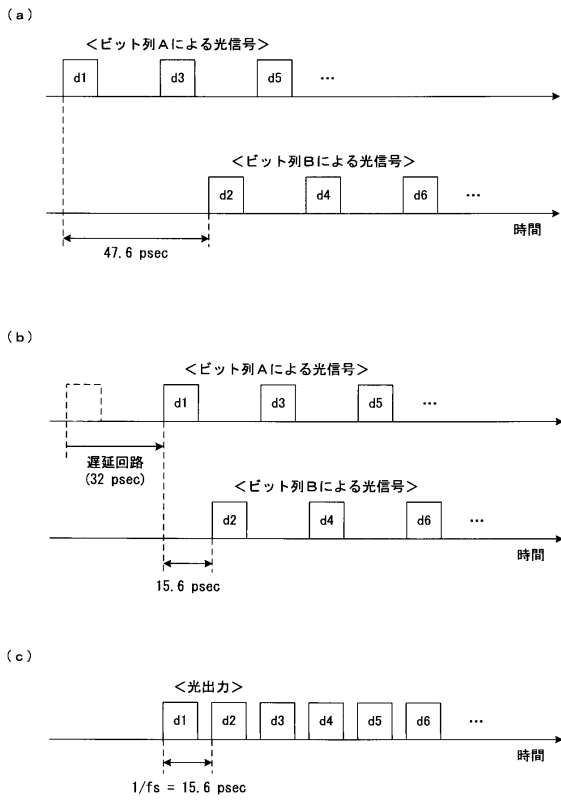 (a)
＜ビット列Aによる光信号＞
d1 d3 d5 …
＜ビット列Bによる光信号＞
d2 d4 d6 …
時間
47.6 psec
(b)
＜ビット列Aによる光信号＞
d1 d3 d5 …
遅延回路
(32 psec)
＜ビット列Bによる光信号＞
d2 d4 d6 …
時間
15.6 psec
(c)
＜光出力＞
d1 d2 d3 d4 d5 d6 …
時間
1/fs = 15.6 psec